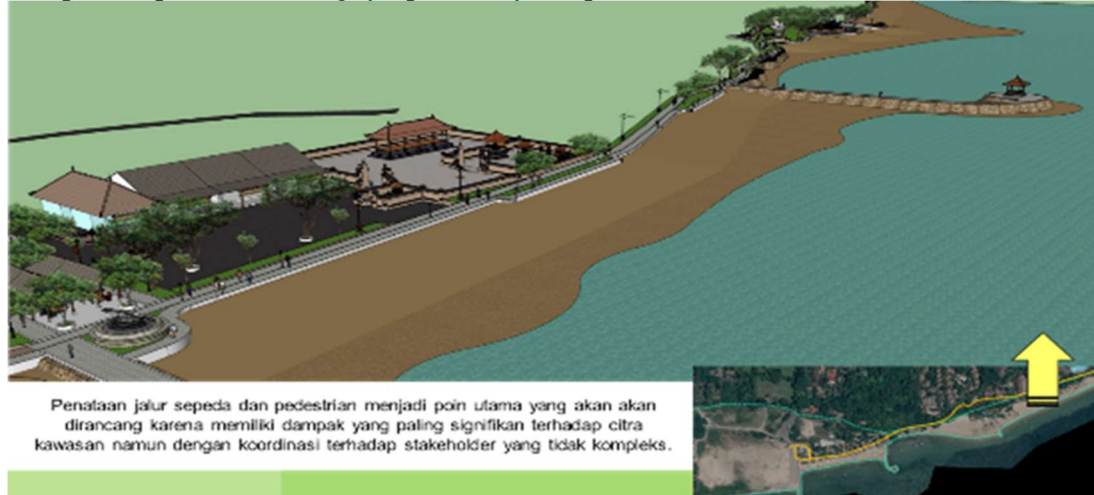 Penataan jalur sepeda dan pedestrian menjadi poin utama yang akan akan
dirancang karena memiliki dampak yang paling signifikan terhadap citra
kawasan namun dengan koordinasi terhadap stakeholder yang tidak kompleks.